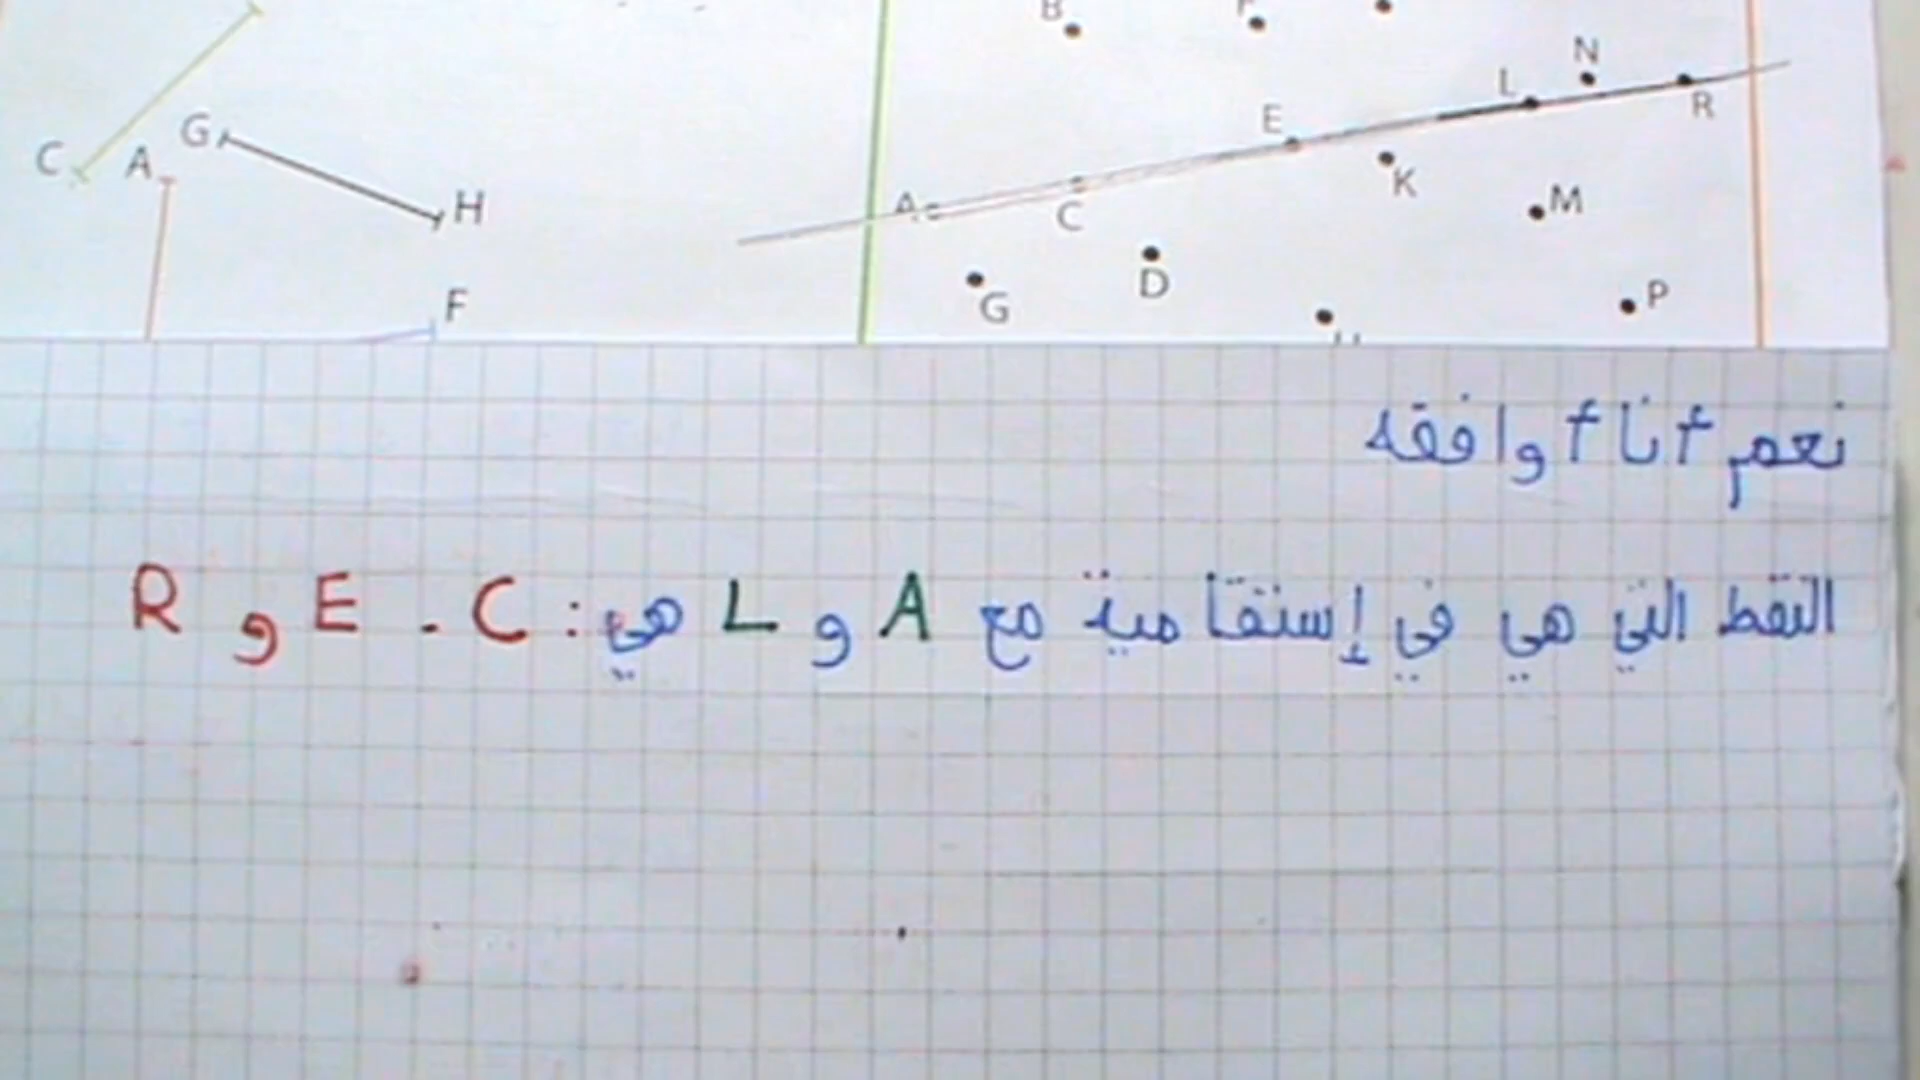 B
N
L
E
R
G
C
A
K
H
A
C
M
D
G
F
P
نعم أنا أوافقه
النقط التي هي في إستقامية مع A و L هي : C - E و R